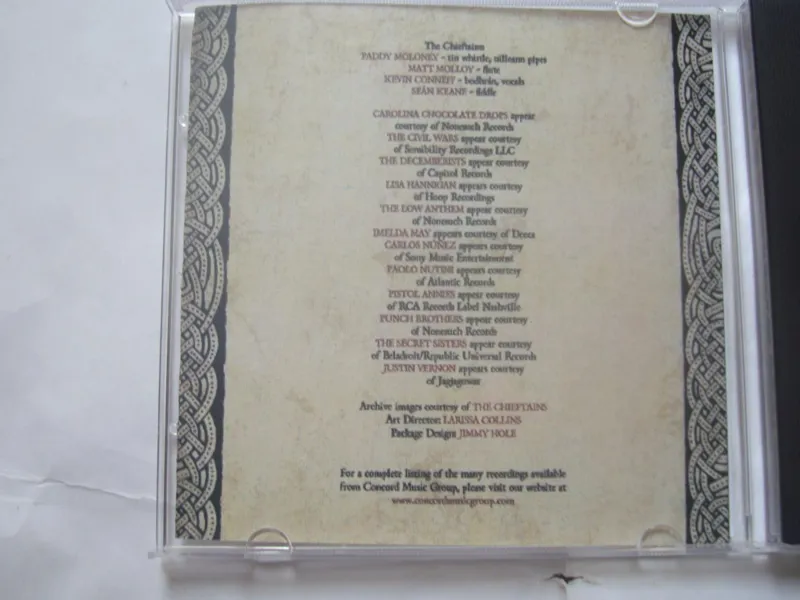 The Chieftains
PADDY MOLONEY – tin whistle, uilleann pipes
MATT MOLLOY – flute
KEVIN CONNEFF – bodhrán, vocals
SEÁN KEANE – fiddle
CAROLINA CHOCOLATE DROPS appear
courtesy of Nonesuch Records
THE CIVIL WARS appear courtesy
of Sensibility Recordings LLC
THE DECEMBERISTS appear courtesy
of Capitol Records
LISA HANNIGAN appears courtesy
of Hoop Recordings
THE LOW ANTHEM appear courtesy
of Nonesuch Records
IMELDA MAY appears courtesy of Decca
CARLOS NÚÑEZ appears courtesy
of Sony Music Entertainment
PAOLO NUTINI appears courtesy
of Atlantic Records
PISTOL ANNIES appear courtesy
of RCA Records Label Nashville
PUNCH BROTHERS appear courtesy
of Nonesuch Records
THE SECRET SISTERS appear courtesy
of Beladroit/Republic Universal Records
JUSTIN VERNON appears courtesy
of Jagjaguwar
Archive images courtesy of THE CHIEFTAINS
Art Director: LARISSA COLLINS
Package Design: JIMMY HOLE
For a complete listing of the many recordings available
from Concord Music Group, please visit our website at
www.concordmusicgroup.com